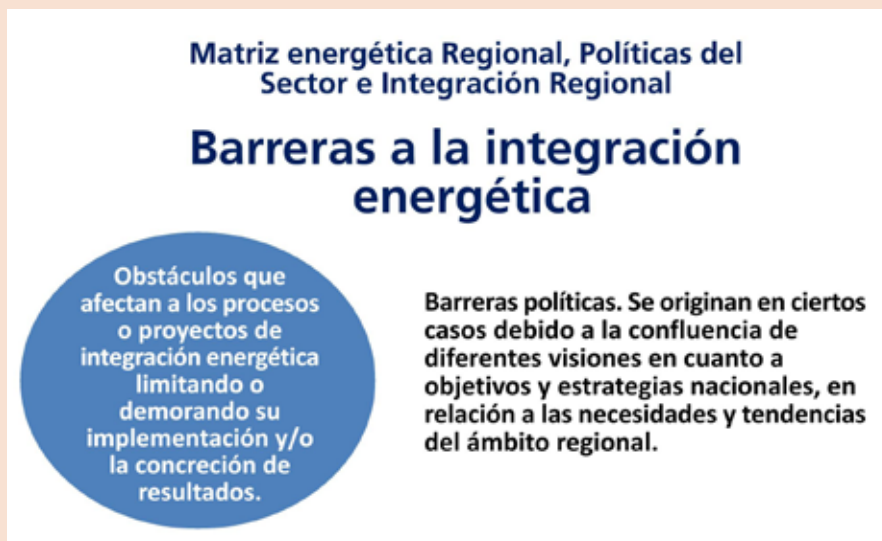 Matriz energética Regional, Políticas del
Sector e Integración Regional
Barreras a la integración
energética
Obstáculos que
afectan a los procesos
o proyectos de
integración energética
limitando o
demorando su
implementación y/o
la concreción de
resultados.
Barreras políticas. Se originan en ciertos
casos debido a la confluencia de
diferentes visiones en cuanto a
objetivos y estrategias nacionales, en
relación a las necesidades y tendencias
del ámbito regional.